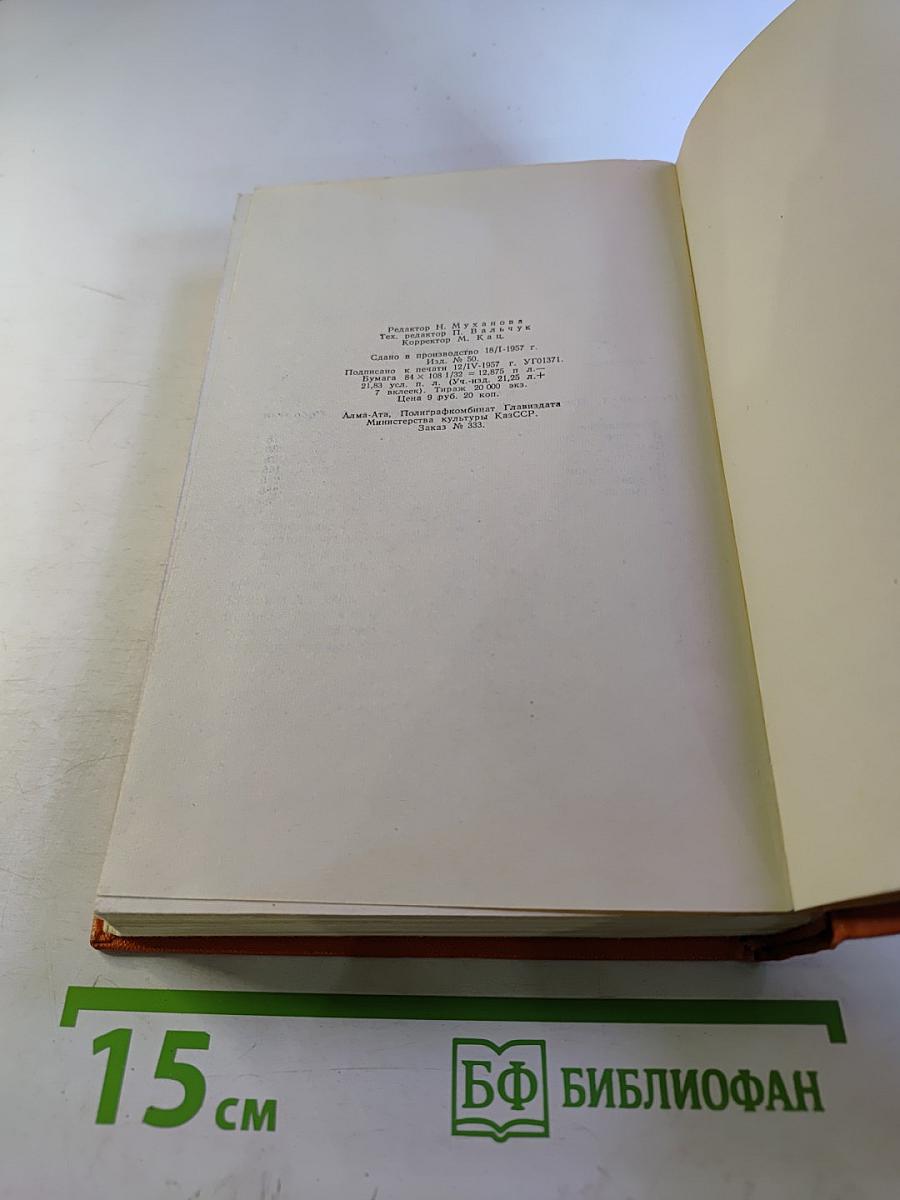 Редактор Н. Муханова
Тех. редактор П. Вальчук
Корректор М. Кац.
Сдано в производство 18/I-1957 г.
Изд. № 50.
Подписано к печати 12/IV-1957 г. УГ01371.
Бумага 84 × 108 1/32 = 12,875 п л.—
21,83 усл. п. л. (Уч.-изд. 21,25 л.+
7 вклеек). Тираж 20 000 экз.
Цена 9 руб. 20 коп.
Алма-Ата, Полиграфкомбинат Главиздата
Министерства культуры КазССР.
Заказ № 333.
15 см
БФ БИБЛИОФАН